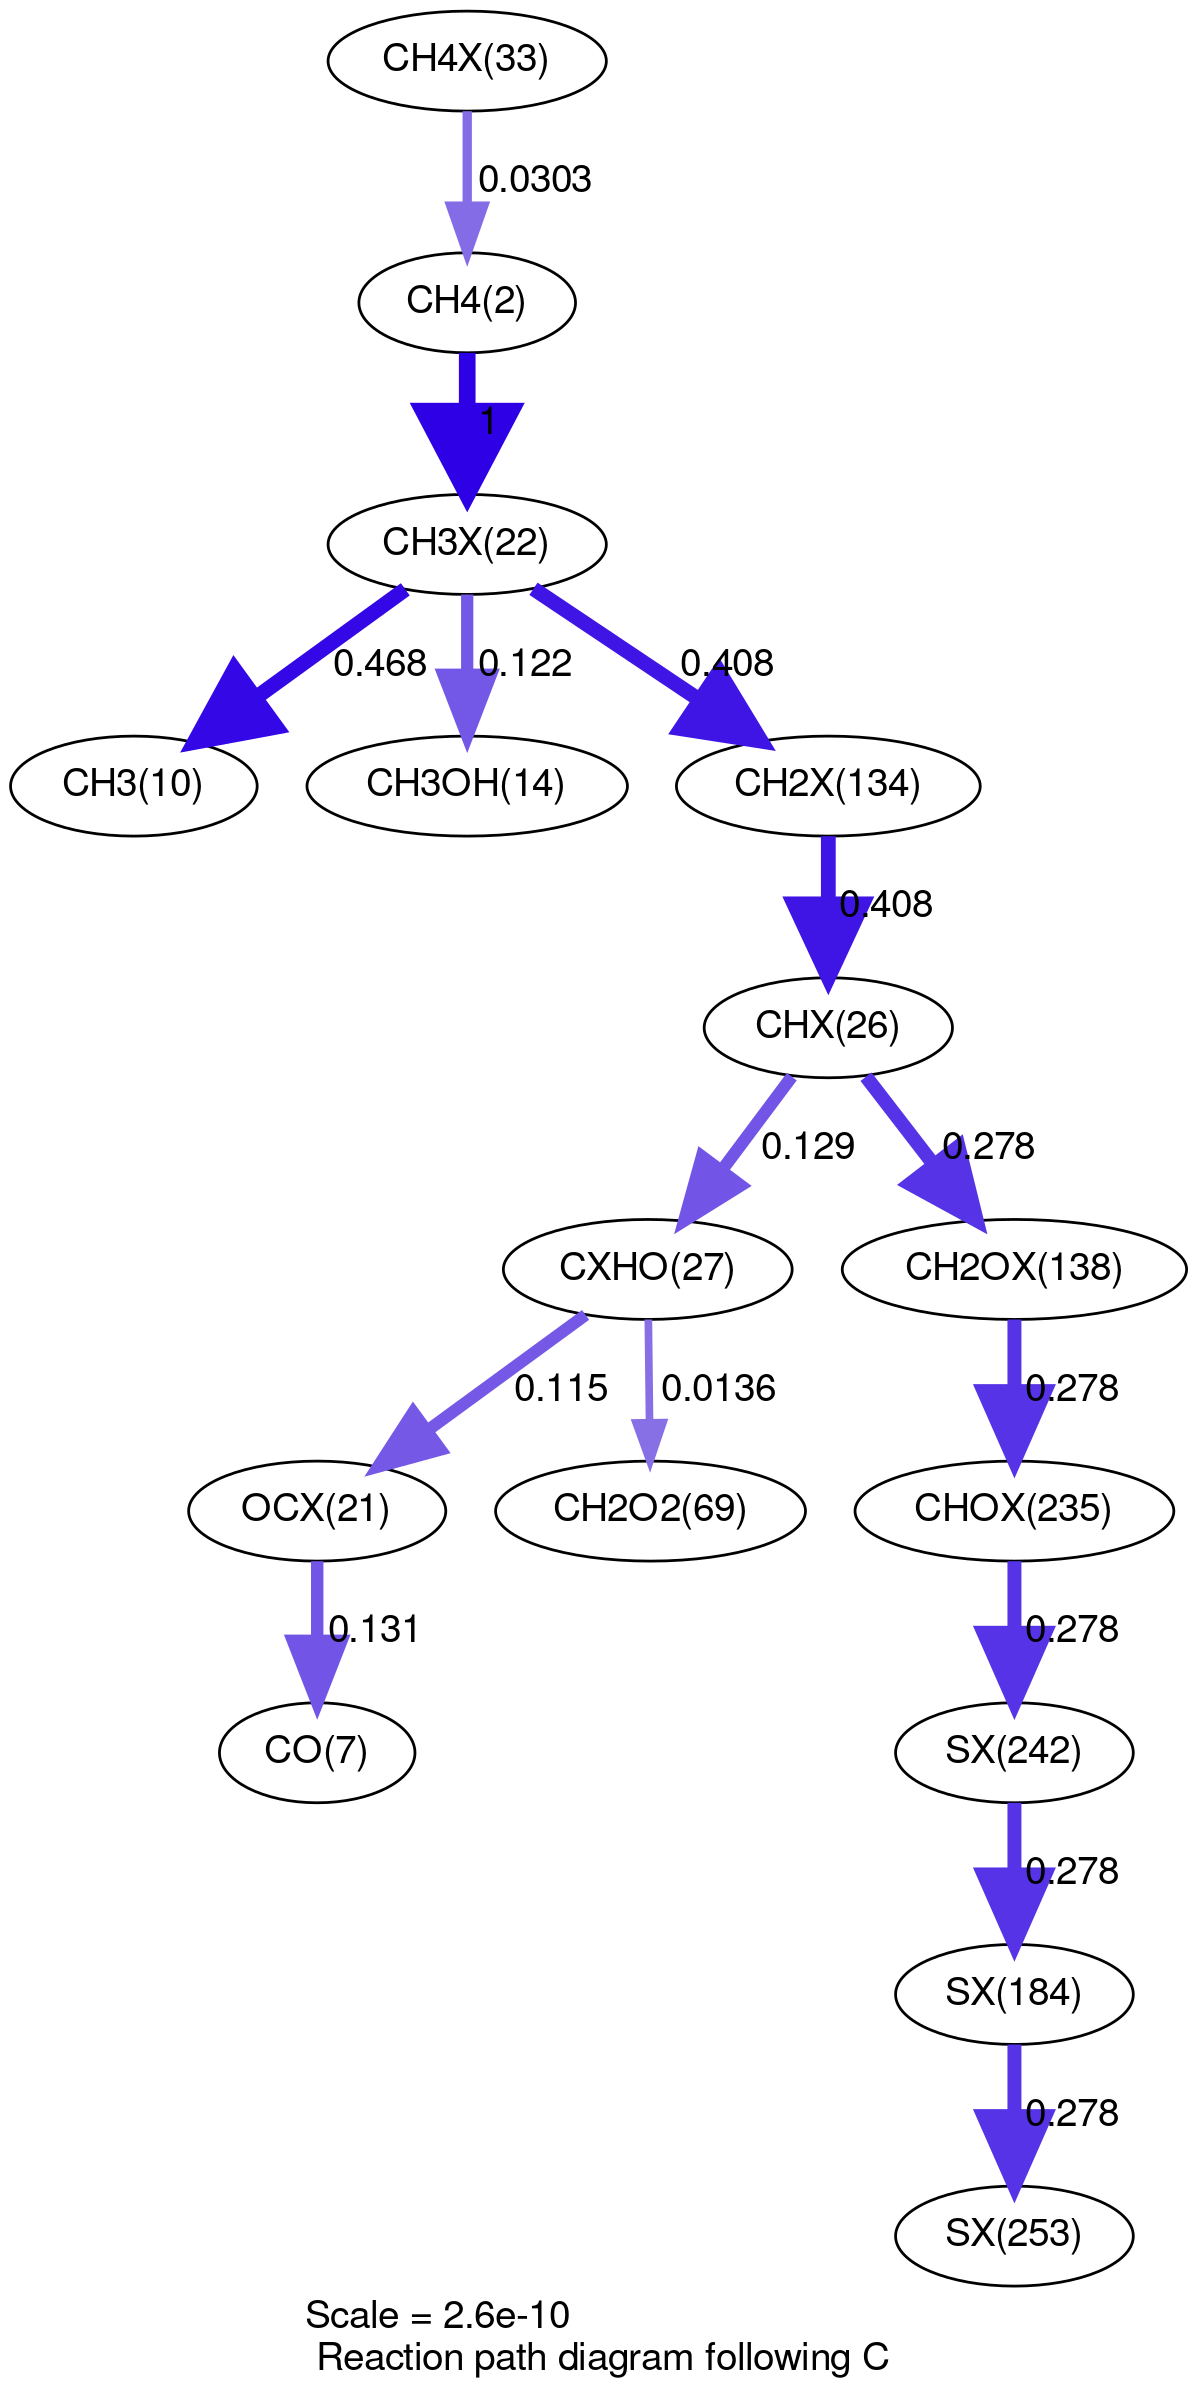 CH4X(33)
0.0303
CH4(2)
1
CH3X(22)
0.468
0.122
0.408
CH3(10)
CH3OH(14)
CH2X(134)
0.408
CHX(26)
0.129
0.278
CXHO(27)
CH2OX(138)
0.115
0.0136
0.278
OCX(21)
CH2O2(69)
CHOX(235)
0.131
0.278
CO(7)
SX(242)
0.278
SX(184)
0.278
SX(253)
Scale = 2.6e-10
Reaction path diagram following C